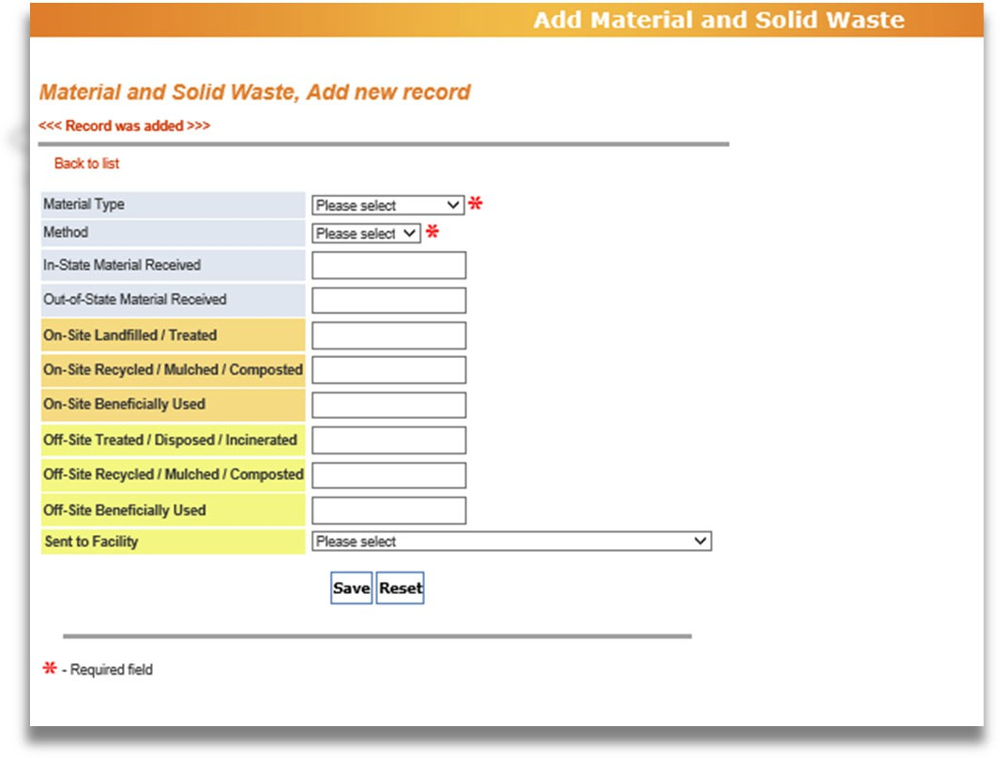 Add Material and Solid Waste
Material and Solid Waste, Add new record
<<< Record was added >>>
Back to list
Material Type Please select *
Method Please select *
In-State Material Received
Out-of-State Material Received
On-Site Landfilled / Treated
On-Site Recycled / Mulched / Composted
On-Site Beneficially Used
Off-Site Treated / Disposed / Incinerated
Off-Site Recycled / Mulched / Composted
Off-Site Beneficially Used
Sent to Facility Please select
Save Reset
* - Required field